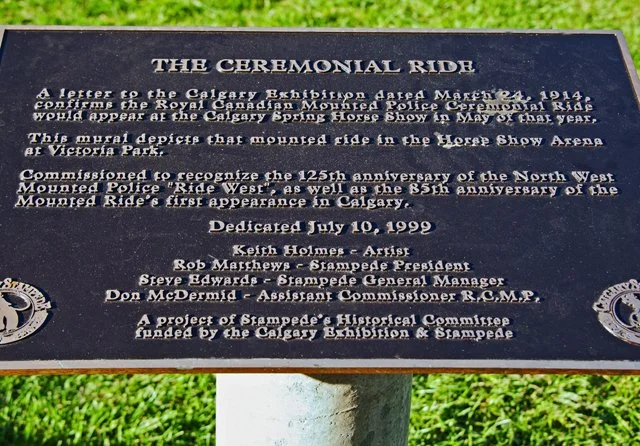 THE CEREMONIAL RIDE
A letter to the Calgary Exhibition dated March 24, 1914,
confirms the Royal Canadian Mounted Police Ceremonial Ride
would appear at the Calgary Spring Horse Show in May of that year.
This mural depicts that mounted ride in the Horse Show Arena
at Victoria Park.
Commissioned to recognize the 125th anniversary of the North West
Mounted Police "Ride West", as well as the 85th anniversary of the
Mounted Ride's first appearance in Calgary.
Dedicated July 10, 1999
Keith Holmes - Artist
Rob Matthews - Stampede President
Steve Edwards - Stampede General Manager
Don McDermid - Assistant Commissioner R.C.M.P.
A project of Stampede's Historical Committee
funded by the Calgary Exhibition & Stampede